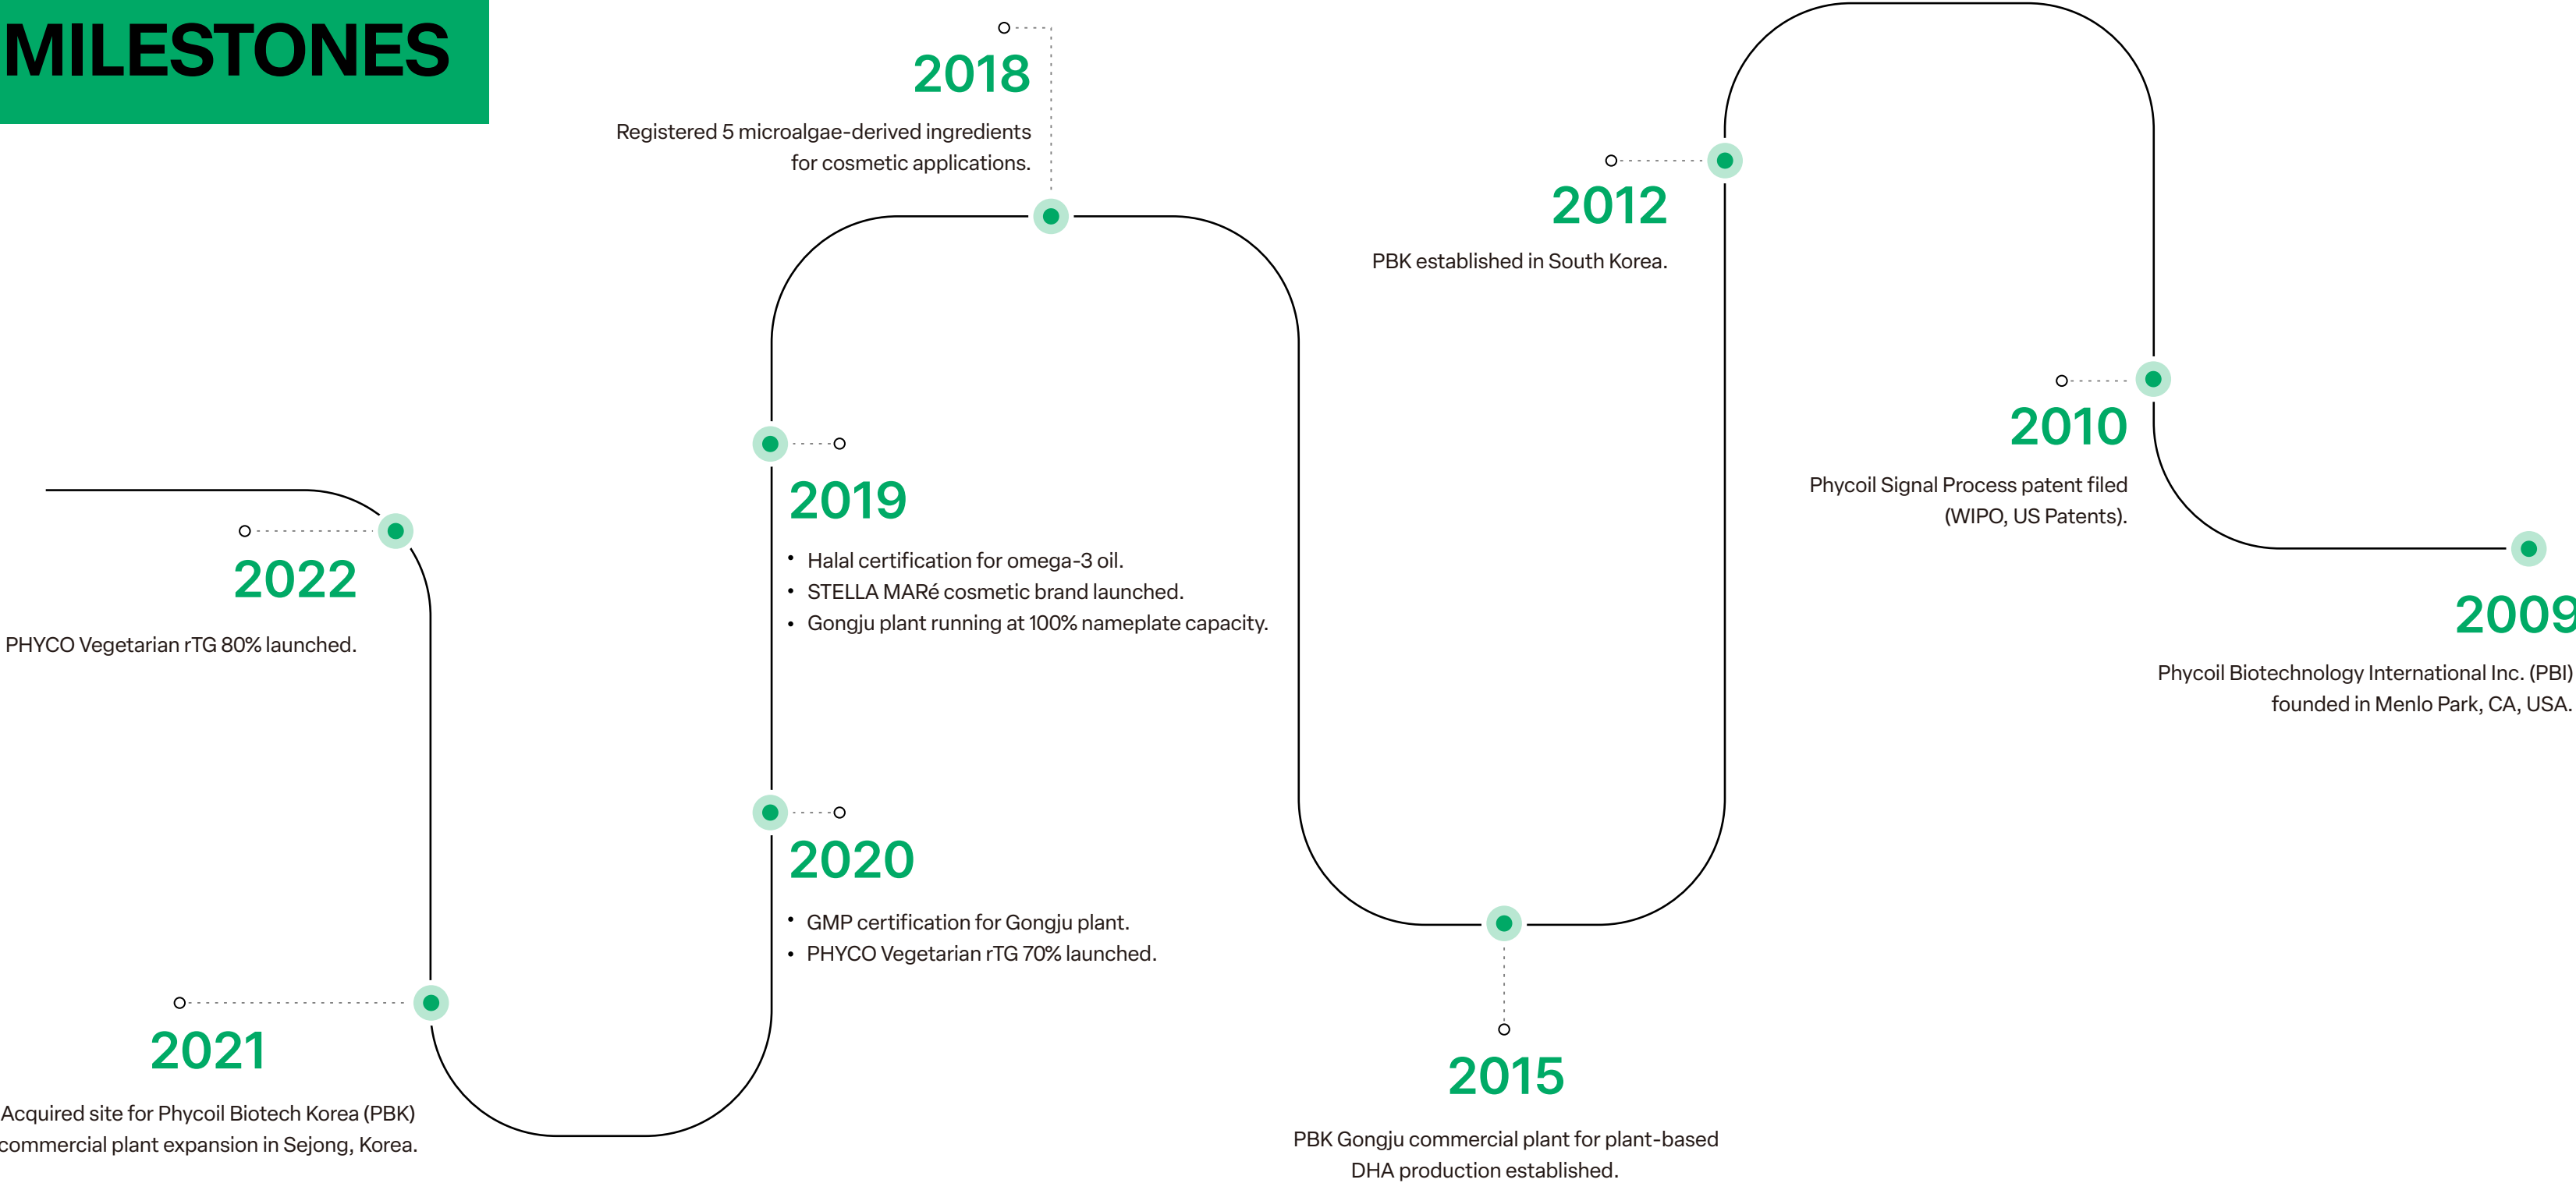 MILESTONES
2018
Registered 5 microalgae-derived ingredients
for cosmetic applications.
2012
PBK established in South Korea.
2010
Phycoil Signal Process patent filed
(WIPO, US Patents).
2009
Phycoil Biotechnology International Inc. (PBI)
founded in Menlo Park, CA, USA.
2019
• Halal certification for omega-3 oil.
• STELLA MARé cosmetic brand launched.
• Gongju plant running at 100% nameplate capacity.
2022
PHYCO Vegetarian rTG 80% launched.
2020
• GMP certification for Gongju plant.
• PHYCO Vegetarian rTG 70% launched.
2021
Acquired site for Phycoil Biotech Korea (PBK)
commercial plant expansion in Sejong, Korea.
2015
PBK Gongju commercial plant for plant-based
DHA production established.